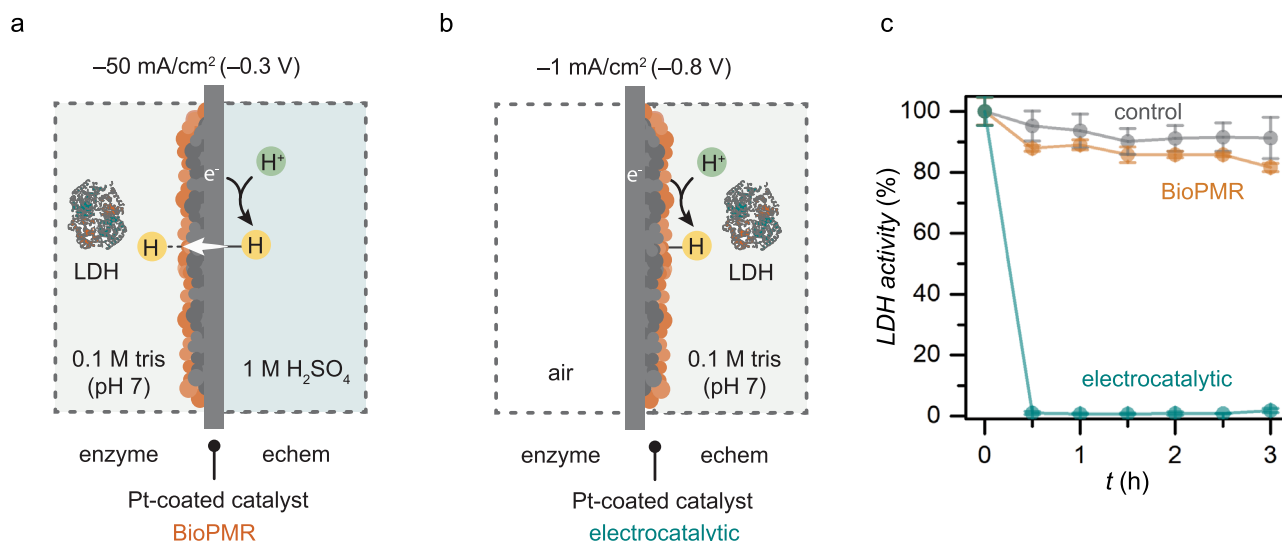 a
–50 mA/cm² (–0.3 V)
e⁻
H⁺
H
H
LDH
0.1 M tris
(pH 7)
1 M H₂SO₄
enzyme
echem
Pt-coated catalyst
BioPMR
b
–1 mA/cm² (–0.8 V)
e⁻
H⁺
H
LDH
air
0.1 M tris
(pH 7)
enzyme
echem
Pt-coated catalyst
electrocatalytic
c
LDH activity (%)
100
80
60
40
20
0
control
BioPMR
electrocatalytic
0
1
2
3
t (h)